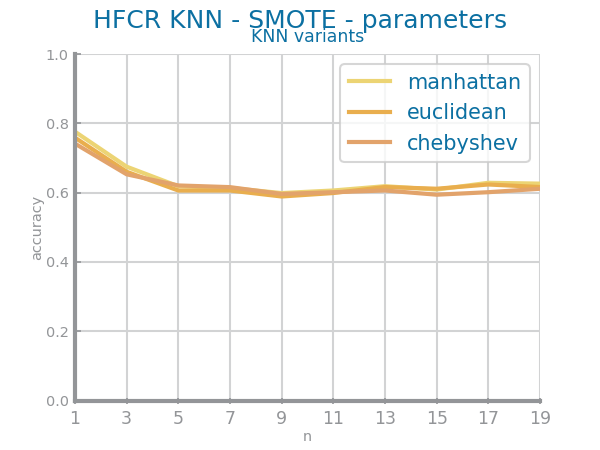 HFCR KNN - SMOTE - parameters
KNN variants
manhattan
euclidean
chebyshev
accuracy
1.0
0.8
0.6
0.4
0.2
0.0
1 3 5 7 9 11 13 15 17 19
n